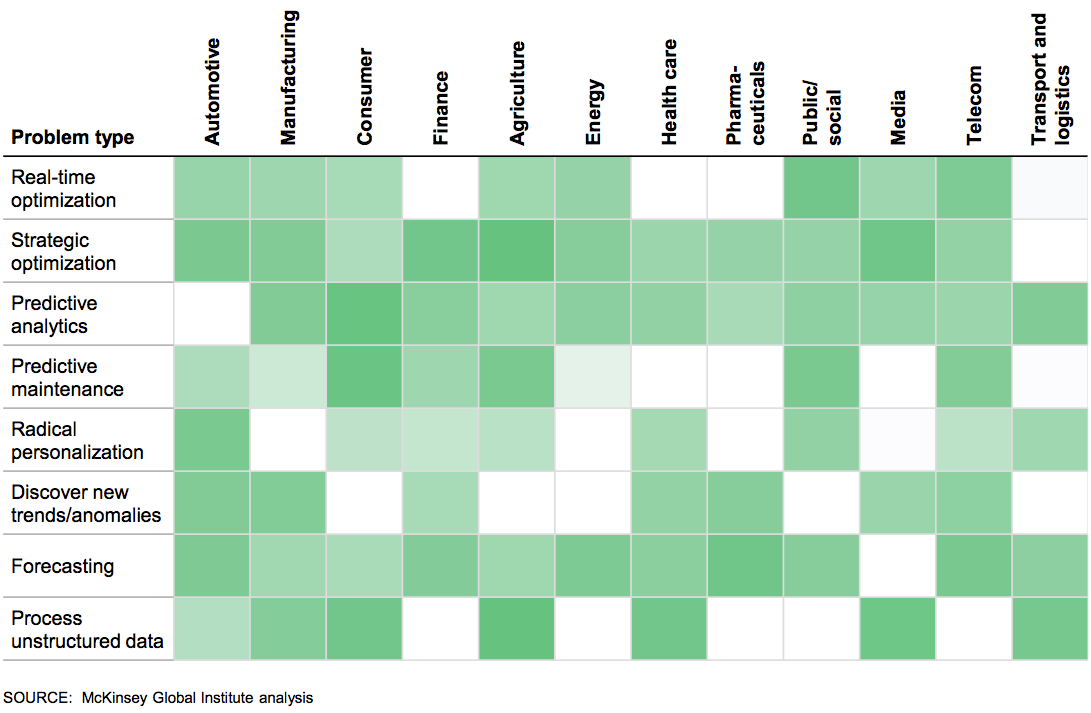 Problem type
Automotive
Manufacturing
Consumer
Finance
Agriculture
Energy
Health care
Pharma-
ceuticals
Public/
social
Media
Telecom
Transport and
logistics
Real-time
optimization
Strategic
optimization
Predictive
analytics
Predictive
maintenance
Radical
personalization
Discover new
trends/anomalies
Forecasting
Process
unstructured data
SOURCE: McKinsey Global Institute analysis